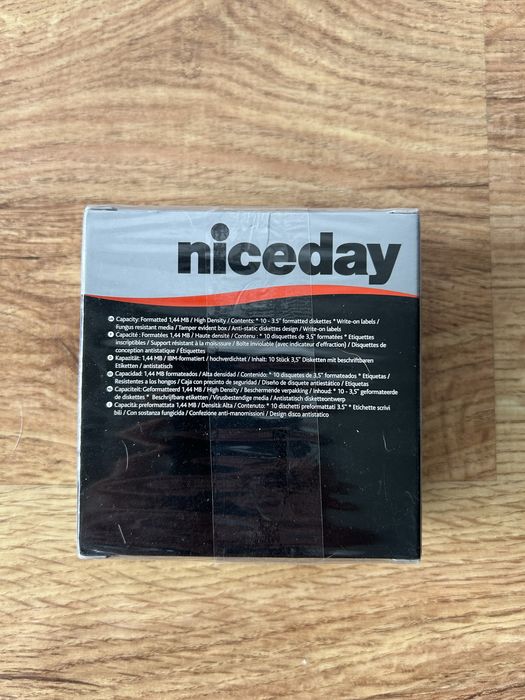 niceday
Capacity: Formatted 1,44 MB / High Density / Contents: * 10 - 3.5" formatted diskettes * Write-on labels /
Fungus resistant media / Tamper evident box / Anti-static diskettes design / Write-on labels
Capacité : Formatées 1,44 MB / Haute densité / Contenu : * 10 disquettes de 3,5" formatées * Etiquettes
inscriptibles / Support résistant à la moisissure / Boîte inviolable (avec indicateur d'effraction) / Disquettes de
conception antistatique / Étiquettes
Kapazität: 1,44 MB / IBM-formatiert / hochverdichtet / Inhalt: 10 Stück 3,5" Disketten mit beschriftbaren
Etiketten / antistatisch
Capacidad: 1,44 MB formateados / Alta densidad / Contenido: * 10 disquetes de 3,5" formateados * Etiquetas /
Resistentes a los hongos / Caja con precinto de seguridad / Diseño de disquete antiestático / Etiquetas
Capaciteit: Geformatteerd 1,44 MB / High Density / Beschermende verpakking / Inhoud: * 10 - 3,5" geformateerde
de diskettes * Beschrijfbare etiketten / Virusbestendige media / Antistatisch disketteontwerp
Capacità preformattata 1,44 MB / Densità Alta / Contenuto: * 10 dischetti preformattati 3.5" * Etichette scrivi
bili / Con sostanza fungicida / Confezione anti-manomissioni / Design disco antistatico